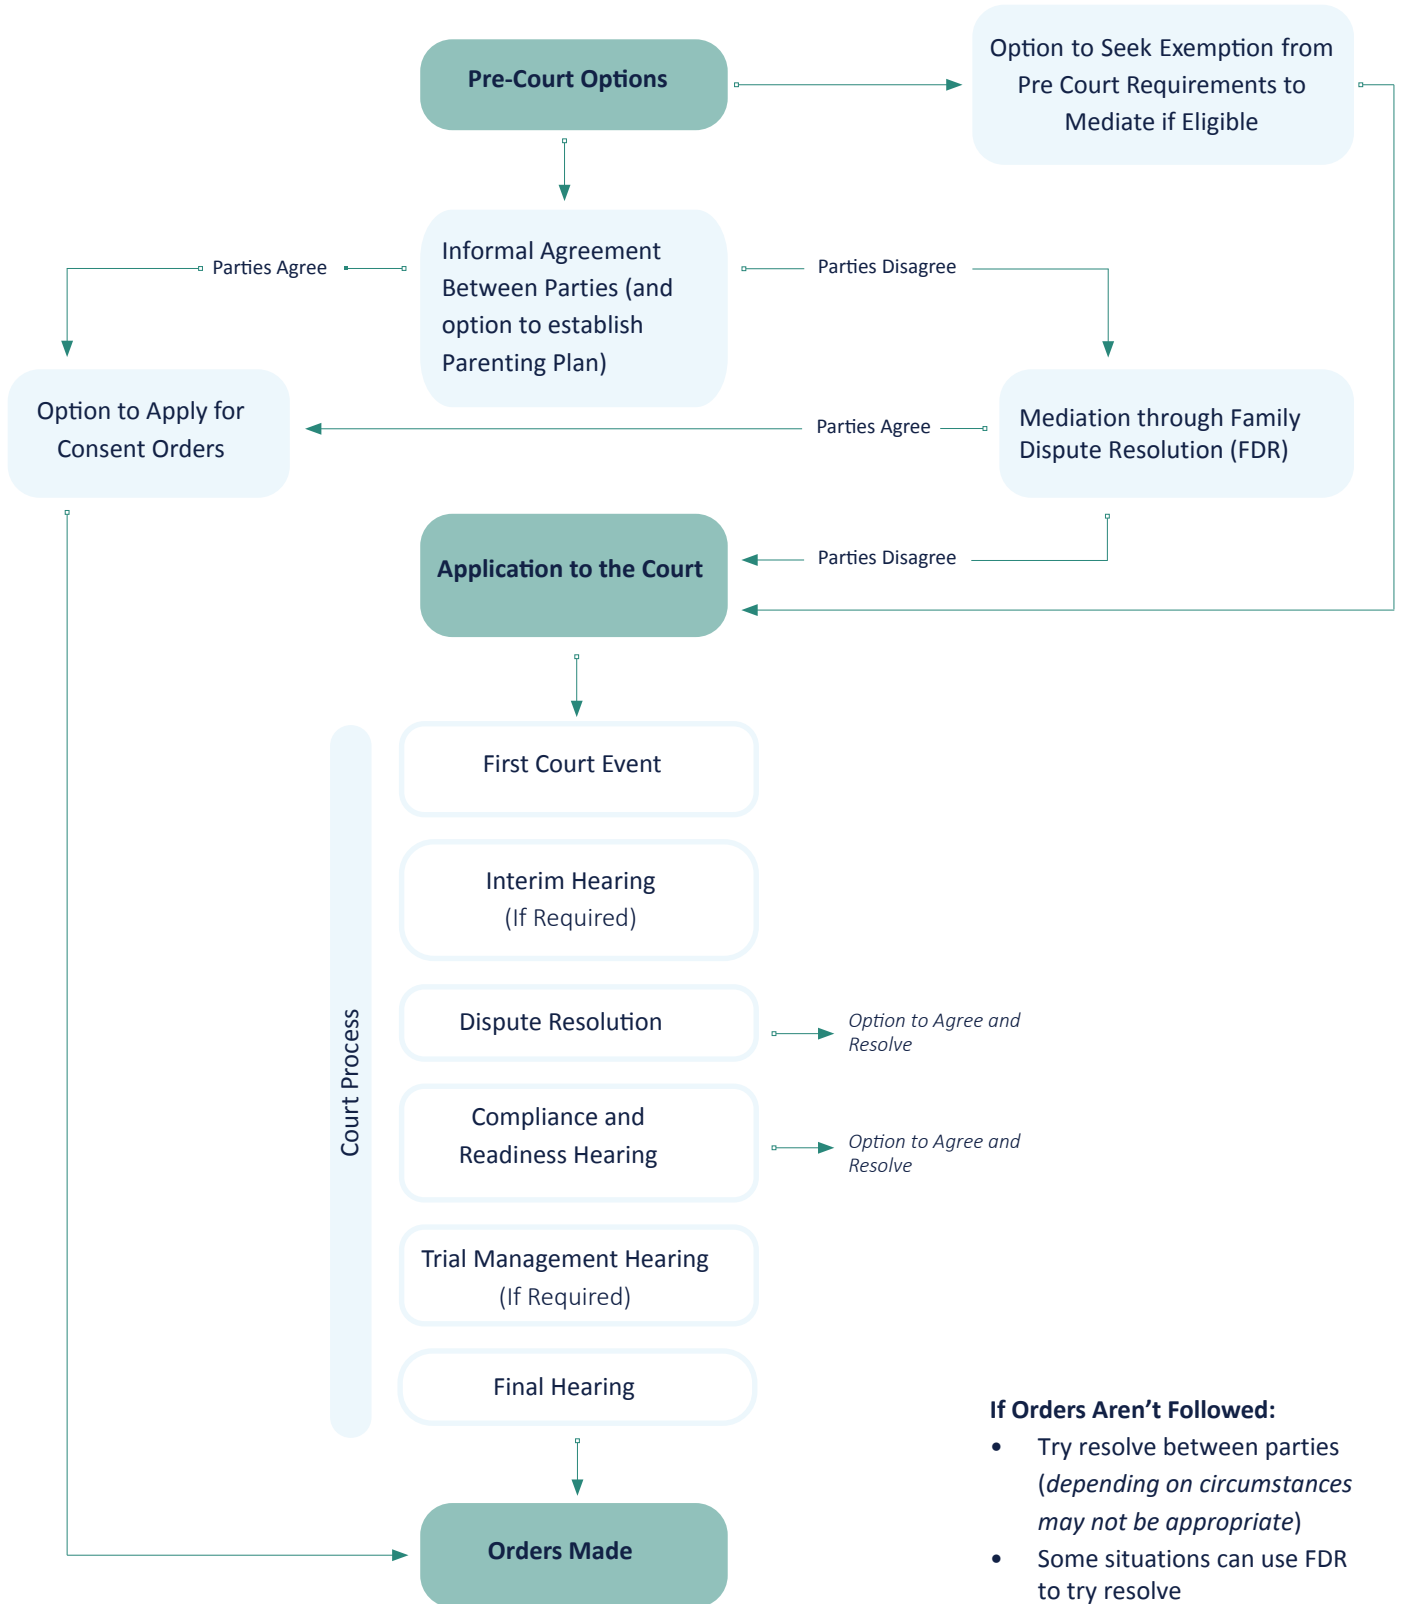 Pre-Court Options
Option to Seek Exemption from
Pre Court Requirements to
Mediate if Eligible
Informal Agreement
Between Parties (and
option to establish
Parenting Plan)
Parties Agree
Parties Disagree
Option to Apply for
Consent Orders
Parties Agree
Mediation through Family
Dispute Resolution (FDR)
Application to the Court
Parties Disagree
Court Process
First Court Event
Interim Hearing
(If Required)
Dispute Resolution
Option to Agree and
Resolve
Compliance and
Readiness Hearing
Option to Agree and
Resolve
Trial Management Hearing
(If Required)
Final Hearing
Orders Made
If Orders Aren’t Followed:
• Try resolve between parties
(depending on circumstances
may not be appropriate)
• Some situations can use FDR
to try resolve